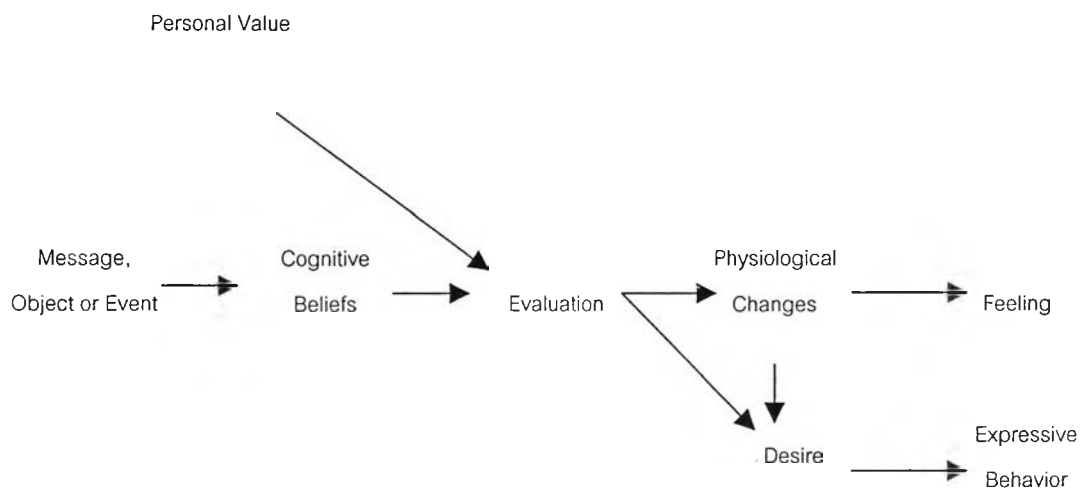 Personal Value
Message,
Object or Event
Cognitive
Beliefs
Evaluation
Physiological
Changes
Feeling
Desire
Expressive
Behavior